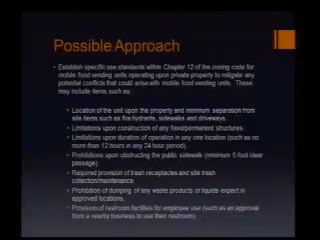 Possible Approach
• Establish specific use standards within Chapter 12 of the zoning code for
mobile food vending units operating upon private property to mitigate any
potential conflicts that could arise with mobile food vending units. These
may include items such as:
• Location of the unit upon the property and minimum separation from
site items such as fire hydrants, sidewalks and driveways.
• Limitations upon construction of any fixed/permanent structures.
• Limitations upon duration of operation in any one location (such as no
more than 12 hours in any 24 hour period).
• Prohibitions upon obstructing the public sidewalk (minimum 5 foot clear
passage).
• Required provision of trash receptacles and site trash
collection/maintenance.
• Prohibition of dumping of any waste products or liquids expect in
approved locations.
• Provision of restroom facilities for employee use (such as an approval
from a nearby business to use their restroom).